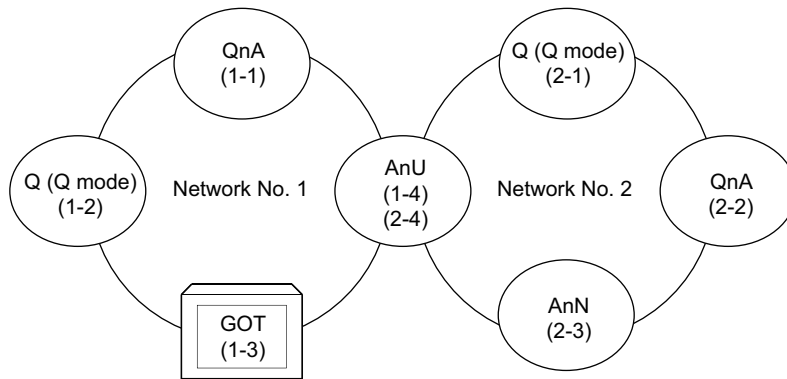 QnA
(1-1)
Q (Q mode)
(2-1)
Q (Q mode)
(1-2)
Network No. 1
AnU
(1-4)
(2-4)
Network No. 2
QnA
(2-2)
GOT
(1-3)
AnN
(2-3)